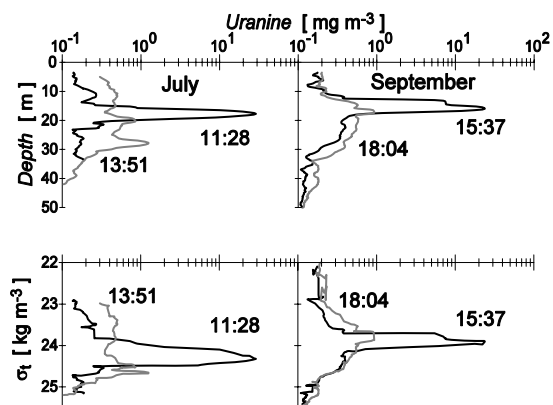 Uranine [ mg m-3 ]
10-1 100 101 10-1 100 101 102
0 July September
10
Depth [ m ]
20 11:28 15:37
30 13:51 18:04
40
50
22
13:51 18:04
23 11:28 15:37
σt [ kg m-3 ]
24
25